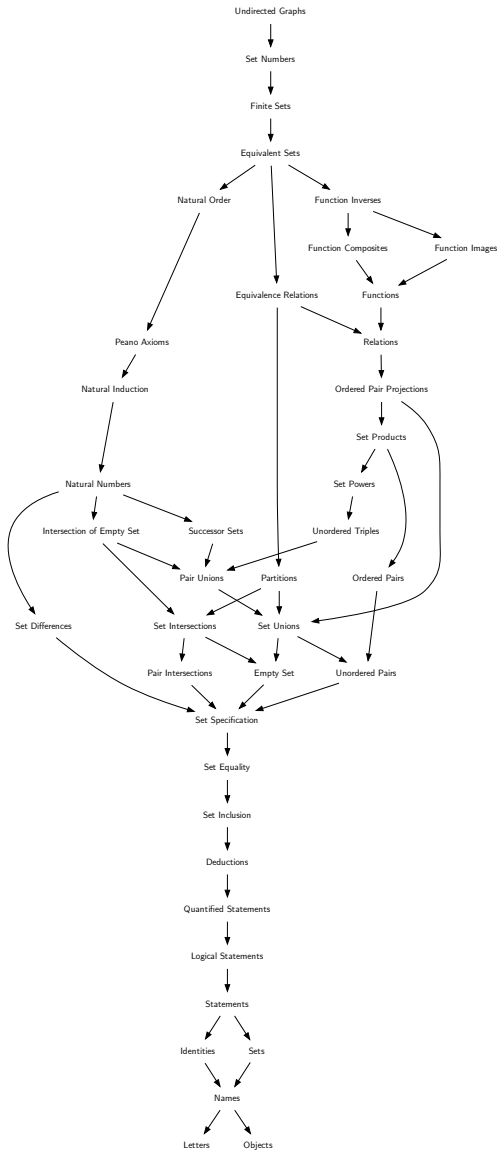 Undirected Graphs
Set Numbers
Finite Sets
Equivalent Sets
Natural Order
Function Inverses
Function Composites
Function Images
Equivalence Relations
Functions
Peano Axioms
Relations
Natural Induction
Ordered Pair Projections
Set Products
Natural Numbers
Set Powers
Intersection of Empty Set
Successor Sets
Unordered Triples
Pair Unions
Partitions
Ordered Pairs
Set Differences
Set Intersections
Set Unions
Pair Intersections
Empty Set
Unordered Pairs
Set Specification
Set Equality
Set Inclusion
Deductions
Quantified Statements
Logical Statements
Statements
Identities
Sets
Names
Letters
Objects